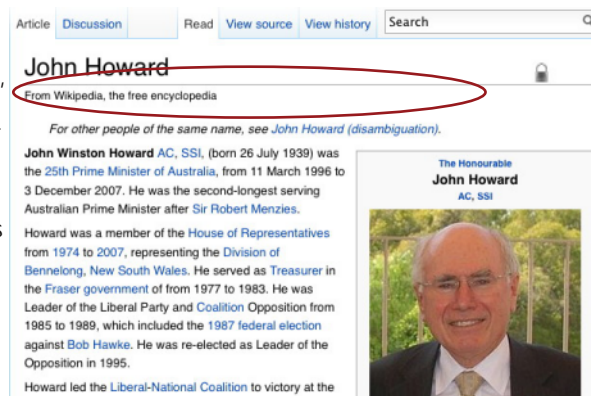 Article Discussion Read View source View history Search
John Howard
From Wikipedia, the free encyclopedia
For other people of the same name, see John Howard (disambiguation).
John Winston Howard AC, SSI, (born 26 July 1939) was
the 25th Prime Minister of Australia, from 11 March 1996 to
3 December 2007. He was the second-longest serving
Australian Prime Minister after Sir Robert Menzies.
Howard was a member of the House of Representatives
from 1974 to 2007, representing the Division of
Bennelong, New South Wales. He served as Treasurer in
the Fraser government of from 1977 to 1983. He was
Leader of the Liberal Party and Coalition Opposition from
1985 to 1989, which included the 1987 federal election
against Bob Hawke. He was re-elected as Leader of the
Opposition in 1995.
Howard led the Liberal-National Coalition to victory at the
The Honourable
John Howard
AC, SSI